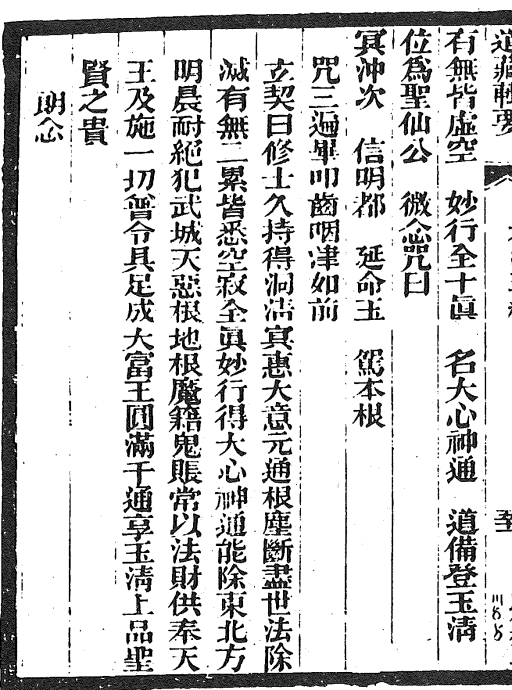 道藏輯要
有無皆虛空　妙行全十眞　名大心神通　道備登玉清
位爲聖仙公　微念咒曰
寞沖次　信明都　延命玉　駕本根
咒三遍畢叩齒咽津如前
玄契曰修士久持得洞洁寞惠大意元通根塵斷盡世法除
滅有無二累皆悉空寂全眞妙行得大心神通能除東北方
明晨耐絕犯武城天惡根地根魔籍鬼賬常以法財供奉天
王及施一切普令具足成大富王圓滿千通享玉清上品聖
賢之貴
朗念